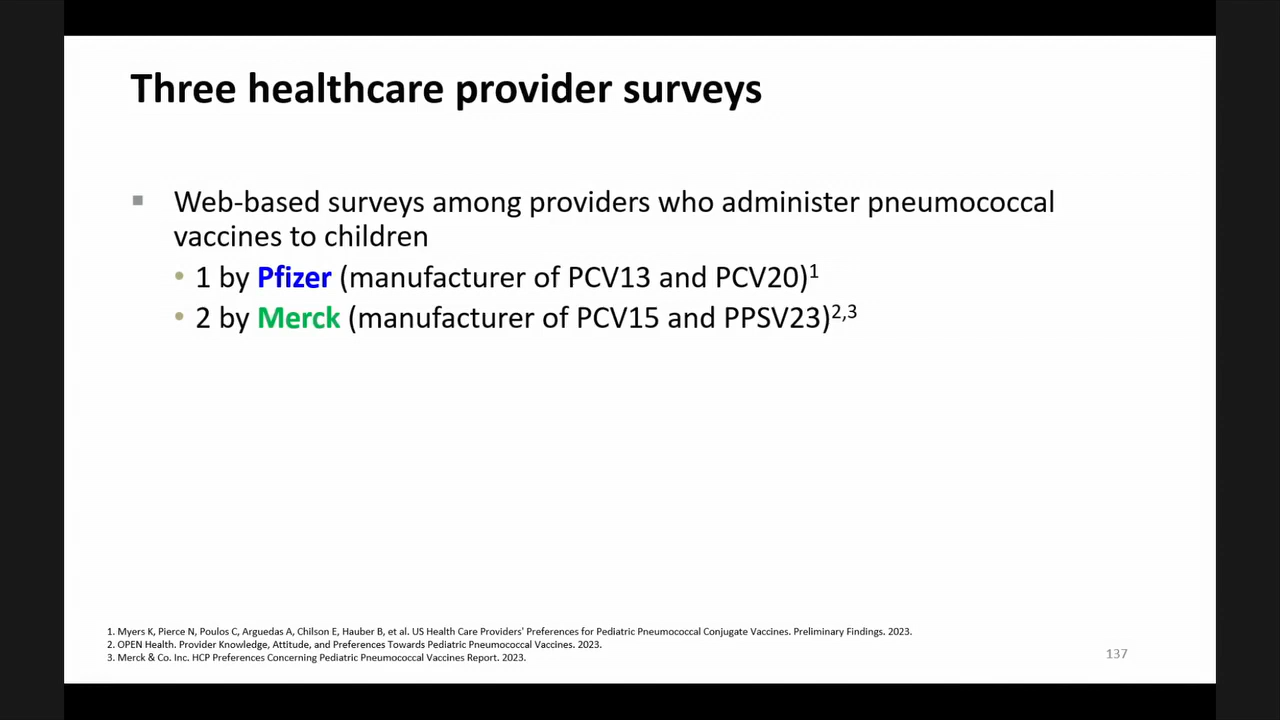 Three healthcare provider surveys
▪ Web-based surveys among providers who administer pneumococcal
vaccines to children
• 1 by Pfizer (manufacturer of PCV13 and PCV20)1
• 2 by Merck (manufacturer of PCV15 and PPSV23)2,3
1. Myers K, Pierce N, Poulos C, Arguedas A, Chilson E, Hauber B, et al. US Health Care Providers' Preferences for Pediatric Pneumococcal Conjugate Vaccines. Preliminary Findings. 2023.
2. OPEN Health. Provider Knowledge, Attitude, and Preferences Towards Pediatric Pneumococcal Vaccines. 2023.
3. Merck & Co. Inc. HCP Preferences Concerning Pediatric Pneumococcal Vaccines Report. 2023.
137